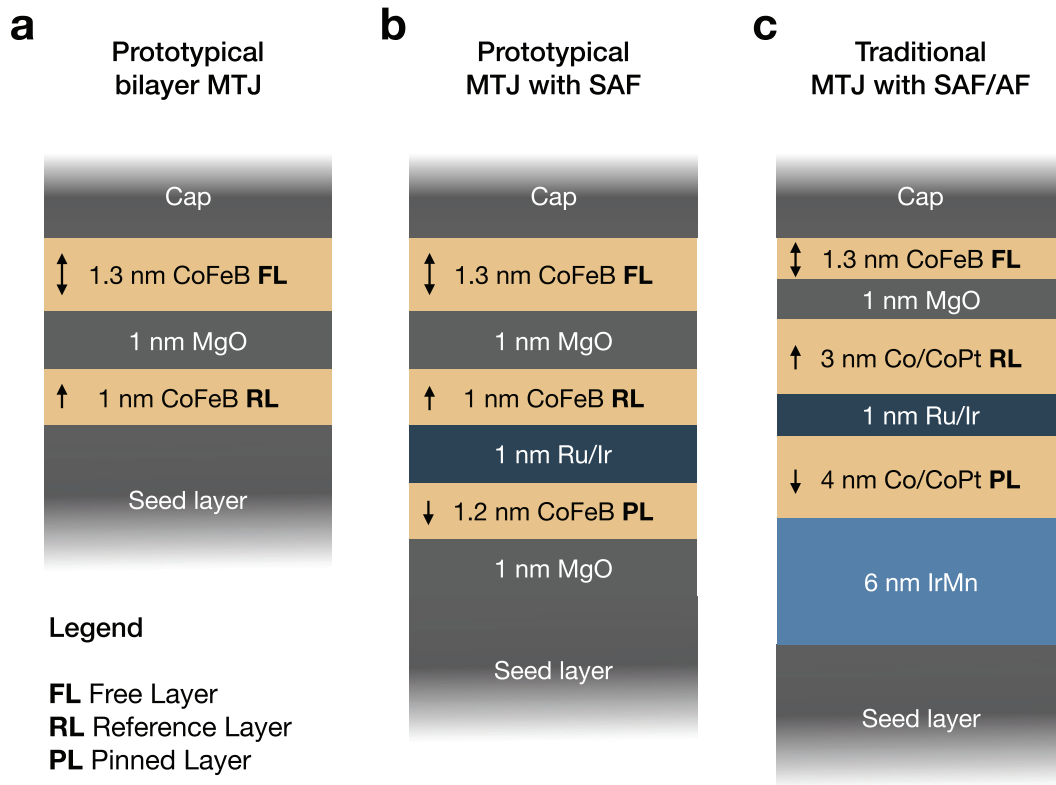 a
Prototypical
bilayer MTJ
Cap
1.3 nm CoFeB FL
1 nm MgO
1 nm CoFeB RL
Seed layer
Legend
FL Free Layer
RL Reference Layer
PL Pinned Layer
b
Prototypical
MTJ with SAF
Cap
1.3 nm CoFeB FL
1 nm MgO
1 nm CoFeB RL
1 nm Ru/Ir
1.2 nm CoFeB PL
1 nm MgO
Seed layer
c
Traditional
MTJ with SAF/AF
Cap
1.3 nm CoFeB FL
1 nm MgO
3 nm Co/CoPt RL
1 nm Ru/Ir
4 nm Co/CoPt PL
6 nm IrMn
Seed layer